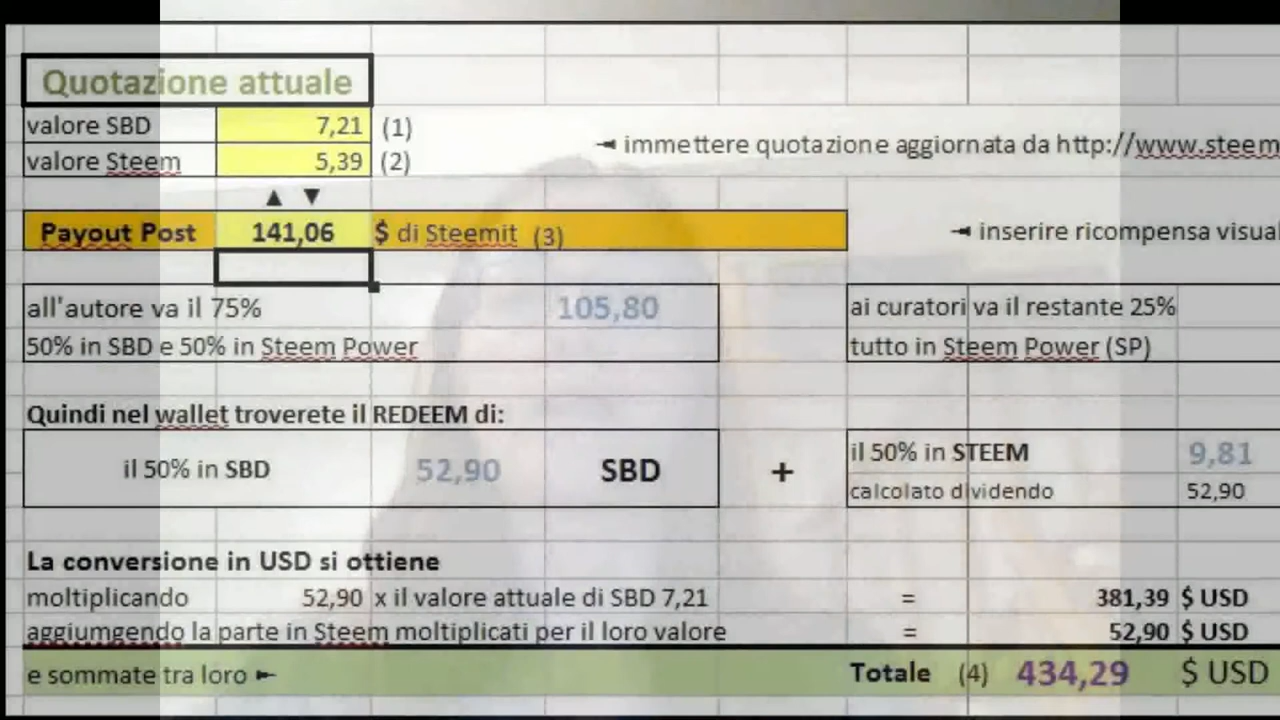 Quotazione attuale
valore SBD 7,21 (1)
◄ immettere quotazione aggiornata da http://www.steem
valore Steem 5,39 (2)
▲ ▼
Payout Post 141,06 $ di Steemit (3) ◄ inserire ricompensa visual
all'autore va il 75% 105,80 ai curatori va il restante 25%
50% in SBD e 50% in Steem Power tutto in Steem Power (SP)
Quindi nel wallet troverete il REDEEM di:
il 50% in SBD 52,90 SBD + il 50% in STEEM 9,81
calcolato dividendo 52,90
La conversione in USD si ottiene
moltiplicando 52,90 x il valore attuale di SBD 7,21 = 381,39 $ USD
aggiumgendo la parte in Steem moltiplicati per il loro valore = 52,90 $ USD
e sommate tra loro ► Totale (4) 434,29 $ USD